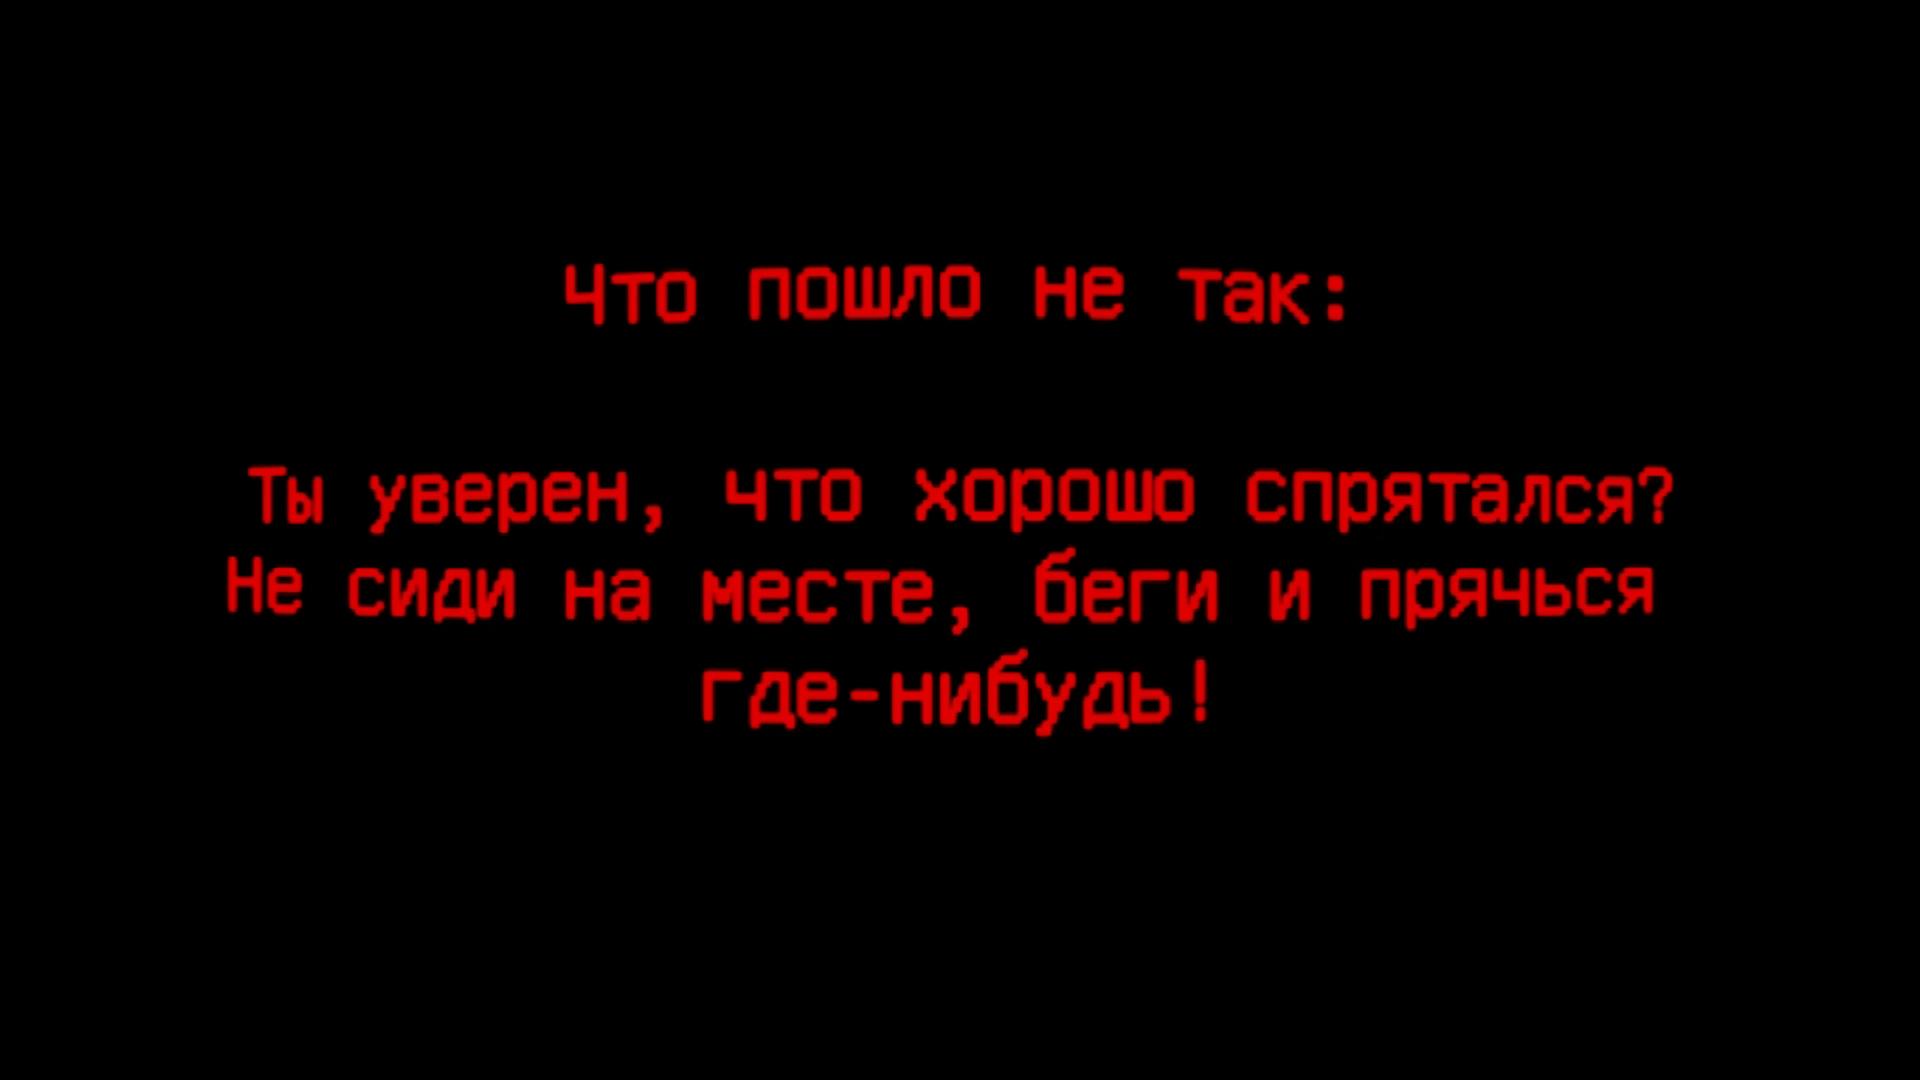 Что пошло не так:
Ты уверен, что хорошо спрятался?
Не сиди на месте, беги и прячься
где-нибудь!